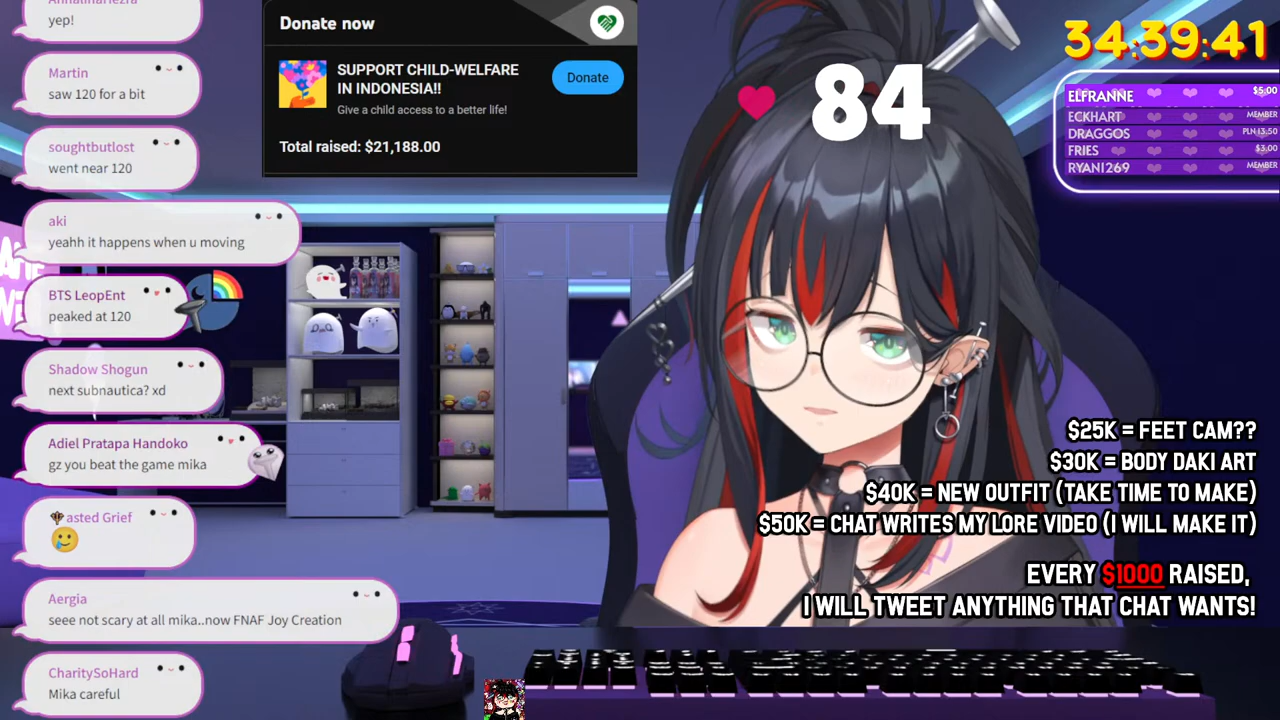 yep!
Martin
saw 120 for a bit
soughtbutlost
went near 120
aki
yeahh it happens when u moving
BTS LeopEnt
peaked at 120
Shadow Shogun
next subnautica? xd
Adiel Pratapa Handoko
gz you beat the game mika
asted Grief
Aergia
seee not scary at all mika..now FNAF Joy Creation
CharitySoHard
Mika careful
Donate now
SUPPORT CHILD-WELFARE
IN INDONESIA!!
Donate
Give a child access to a better life!
Total raised: $21,188.00
84
34:39:41
ELFRANNE $5.00
ECKHART MEMBER
DRAGGOS PLN 13.50
FRIES $3.00
RYAN1269 MEMBER
$25K = FEET CAM??
$30K = BODY DAKI ART
$40K = NEW OUTFIT (TAKE TIME TO MAKE)
$50K = CHAT WRITES MY LORE VIDEO (I WILL MAKE IT)
EVERY $1000 RAISED,
I WILL TWEET ANYTHING THAT CHAT WANTS!